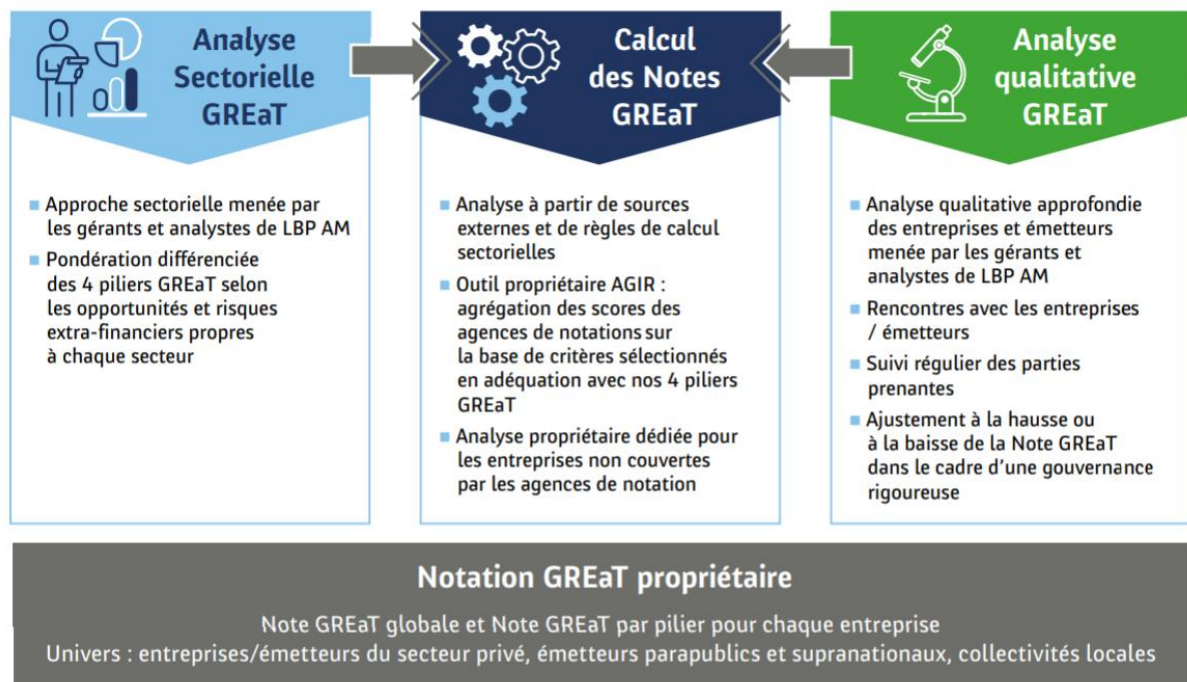 Analyse
Sectorielle
GREaT
Approche sectorielle menée par
les gérants et analystes de LBP AM
Pondération différenciée
des 4 piliers GREaT selon
les opportunités et risques
extra-financiers propres
à chaque secteur
Calcul
des Notes
GREaT
Analyse à partir de sources
externes et de règles de calcul
sectorielles
Outil propriétaire AGIR :
agrégation des scores des
agences de notations sur
la base de critères sélectionnés
en adéquation avec nos 4 piliers
GREaT
Analyse propriétaire dédiée pour
les entreprises non couvertes
par les agences de notation
Analyse
qualitative
GREaT
Analyse qualitative approfondie
des entreprises et émetteurs
menée par les gérants et
analystes de LBP AM
Rencontres avec les entreprises
/ émetteurs
Suivi régulier des parties
prenantes
Ajustement à la hausse ou
à la baisse de la Note GREaT
dans le cadre d'une gouvernance
rigoureuse
Notation GREaT propriétaire
Note GREaT globale et Note GREaT par pilier pour chaque entreprise
Univers : entreprises/émetteurs du secteur privé, émetteurs parapublics et supranationaux, collectivités locales